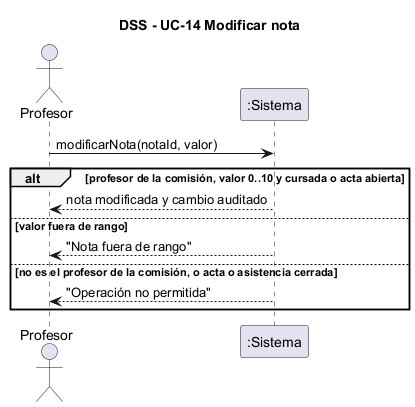 DSS - UC-14 Modificar nota
Profesor
:Sistema
modificarNota(notaId, valor)
alt
[profesor de la comisión, valor 0..10 y cursada o acta abierta]
nota modificada y cambio auditado
[valor fuera de rango]
"Nota fuera de rango"
[no es el profesor de la comisión, o acta o asistencia cerrada]
"Operación no permitida"
Profesor
:Sistema